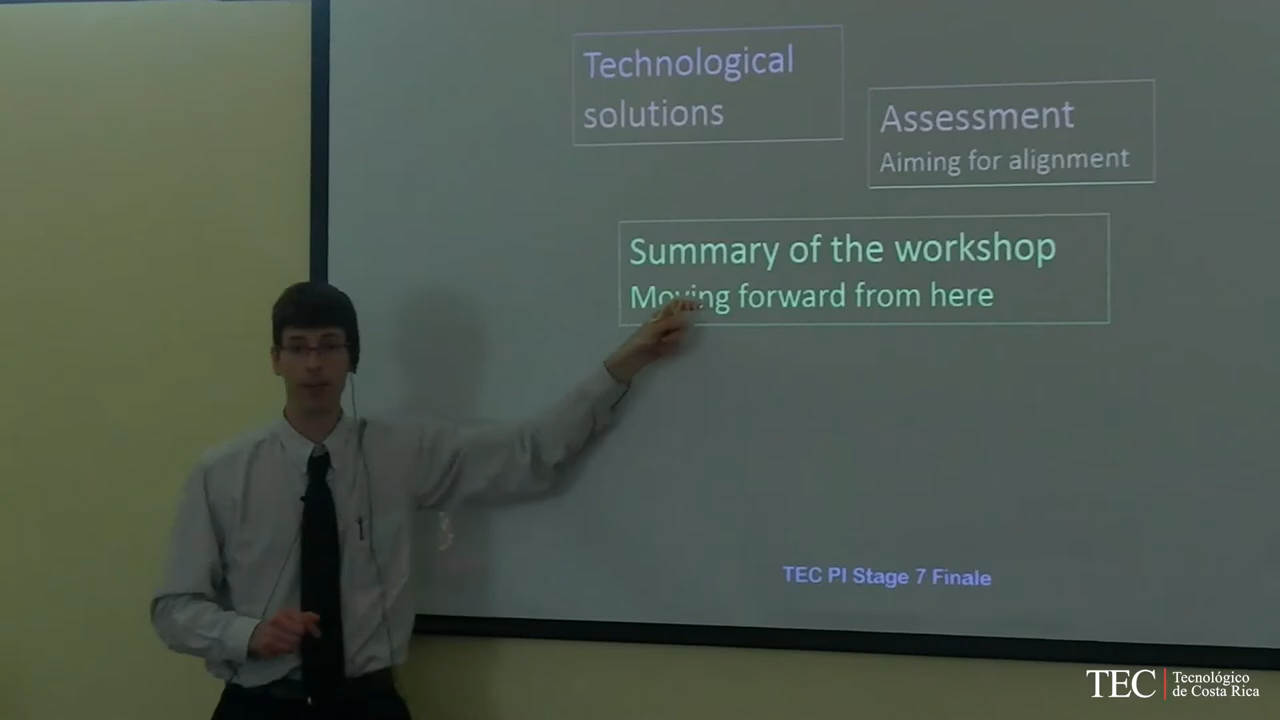 Technological
solutions
Assessment
Aiming for alignment
Summary of the workshop
Moving forward from here
TEC PI Stage 7 Finale
TEC
Tecnológico
de Costa Rica